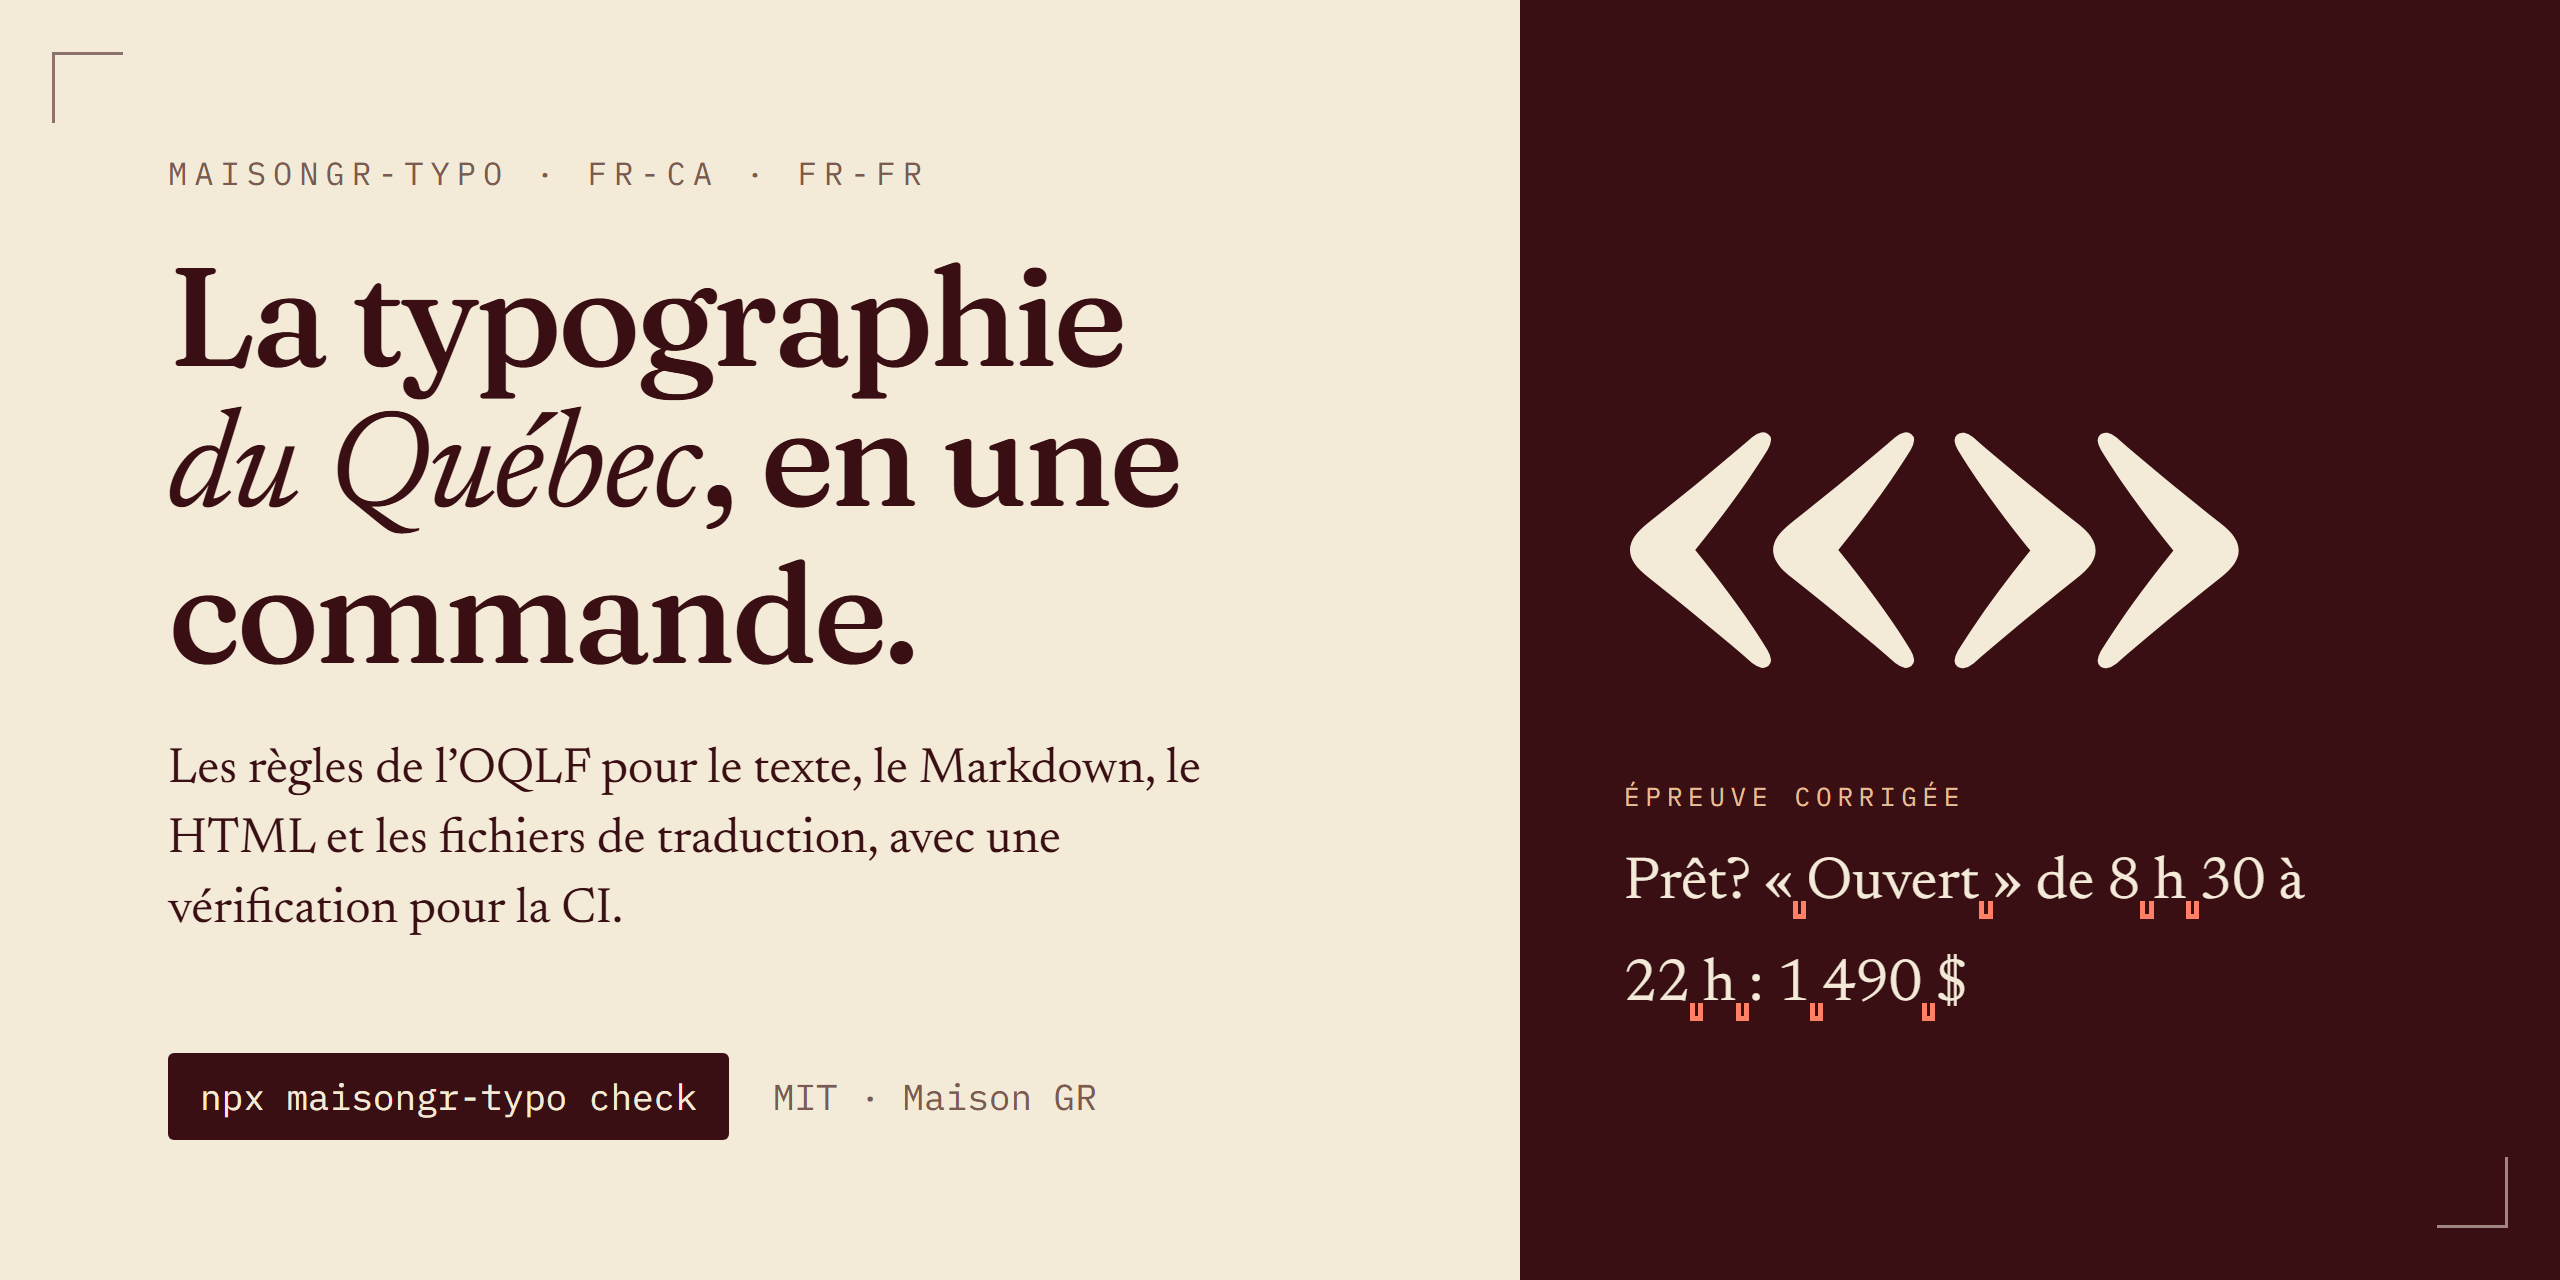 MAISONGR-TYPO · FR-CA · FR-FR
La typographie
du Québec, en une
commande.
Les règles de l’OQLF pour le texte, le Markdown, le
HTML et les fichiers de traduction, avec une
vérification pour la CI.
npx maisongr-typo check
MIT · Maison GR
«»
ÉPREUVE CORRIGÉE
Prêt? « Ouvert » de 8 h 30 à
22 h : 1 490 $